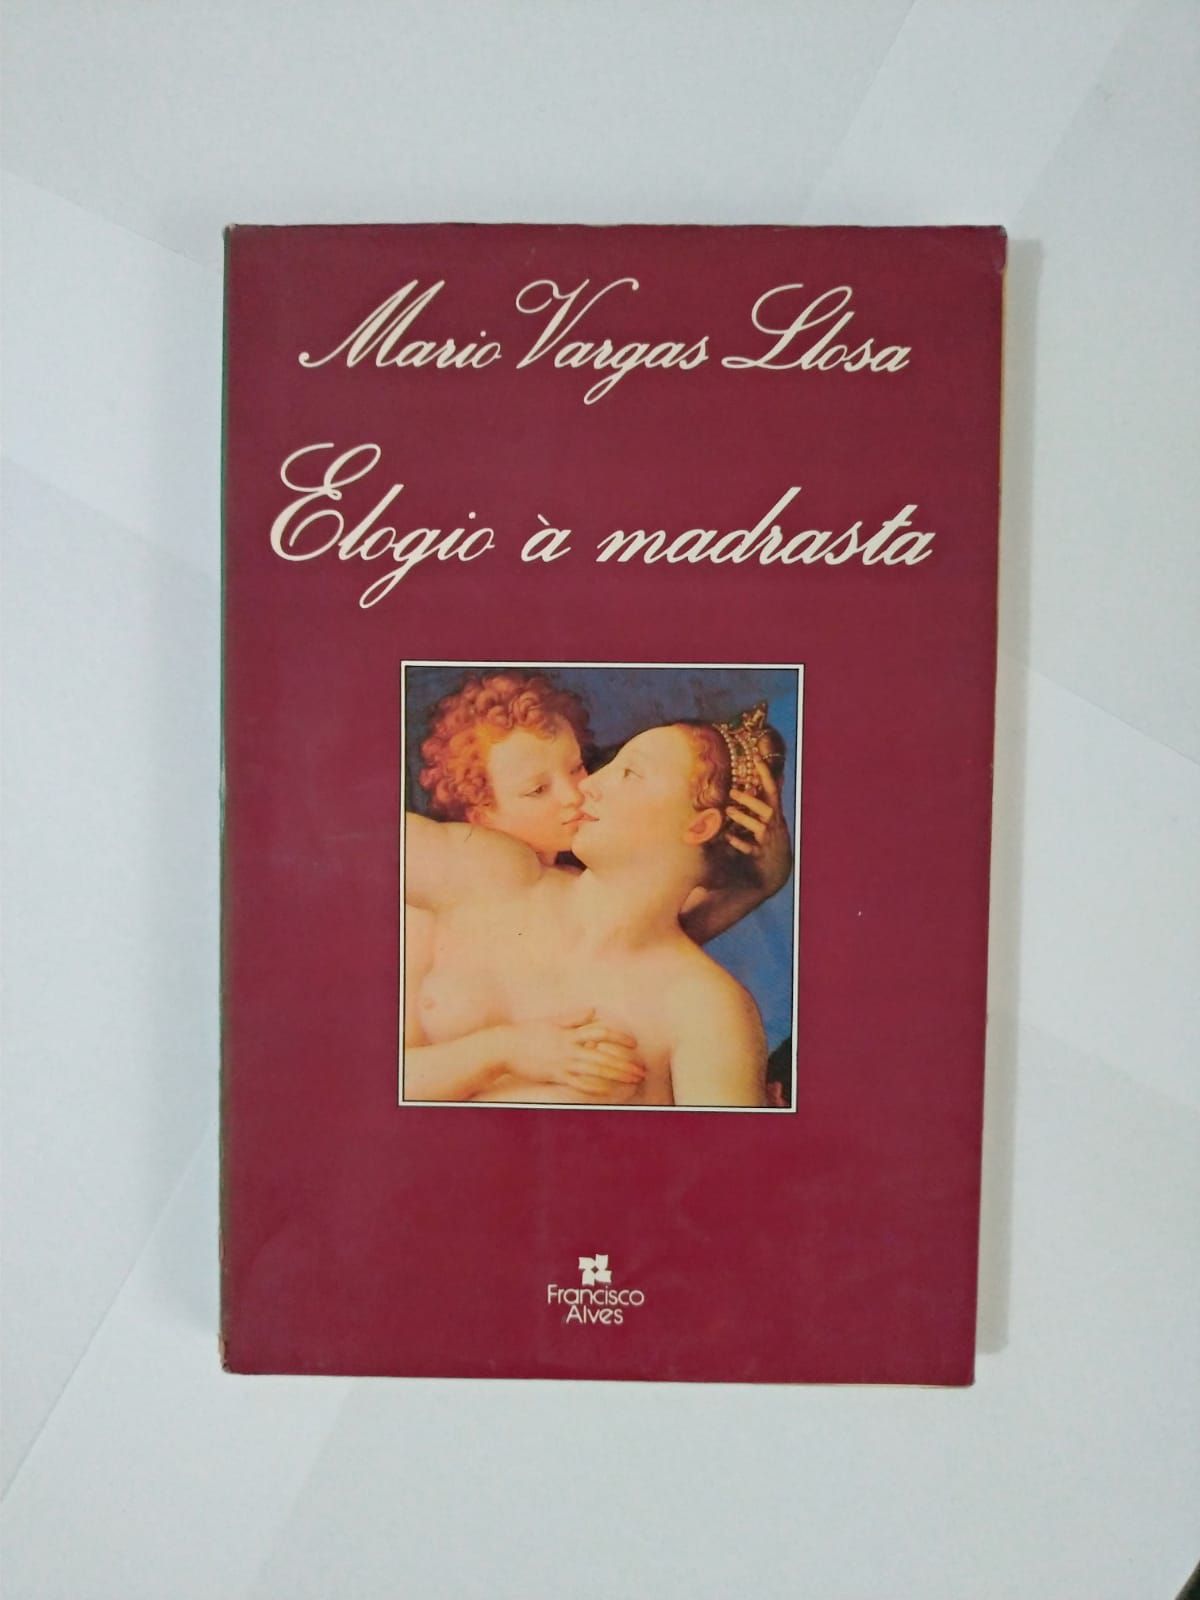 Mario Vargas Llosa
Elogio à madrasta
Francisco
Alves